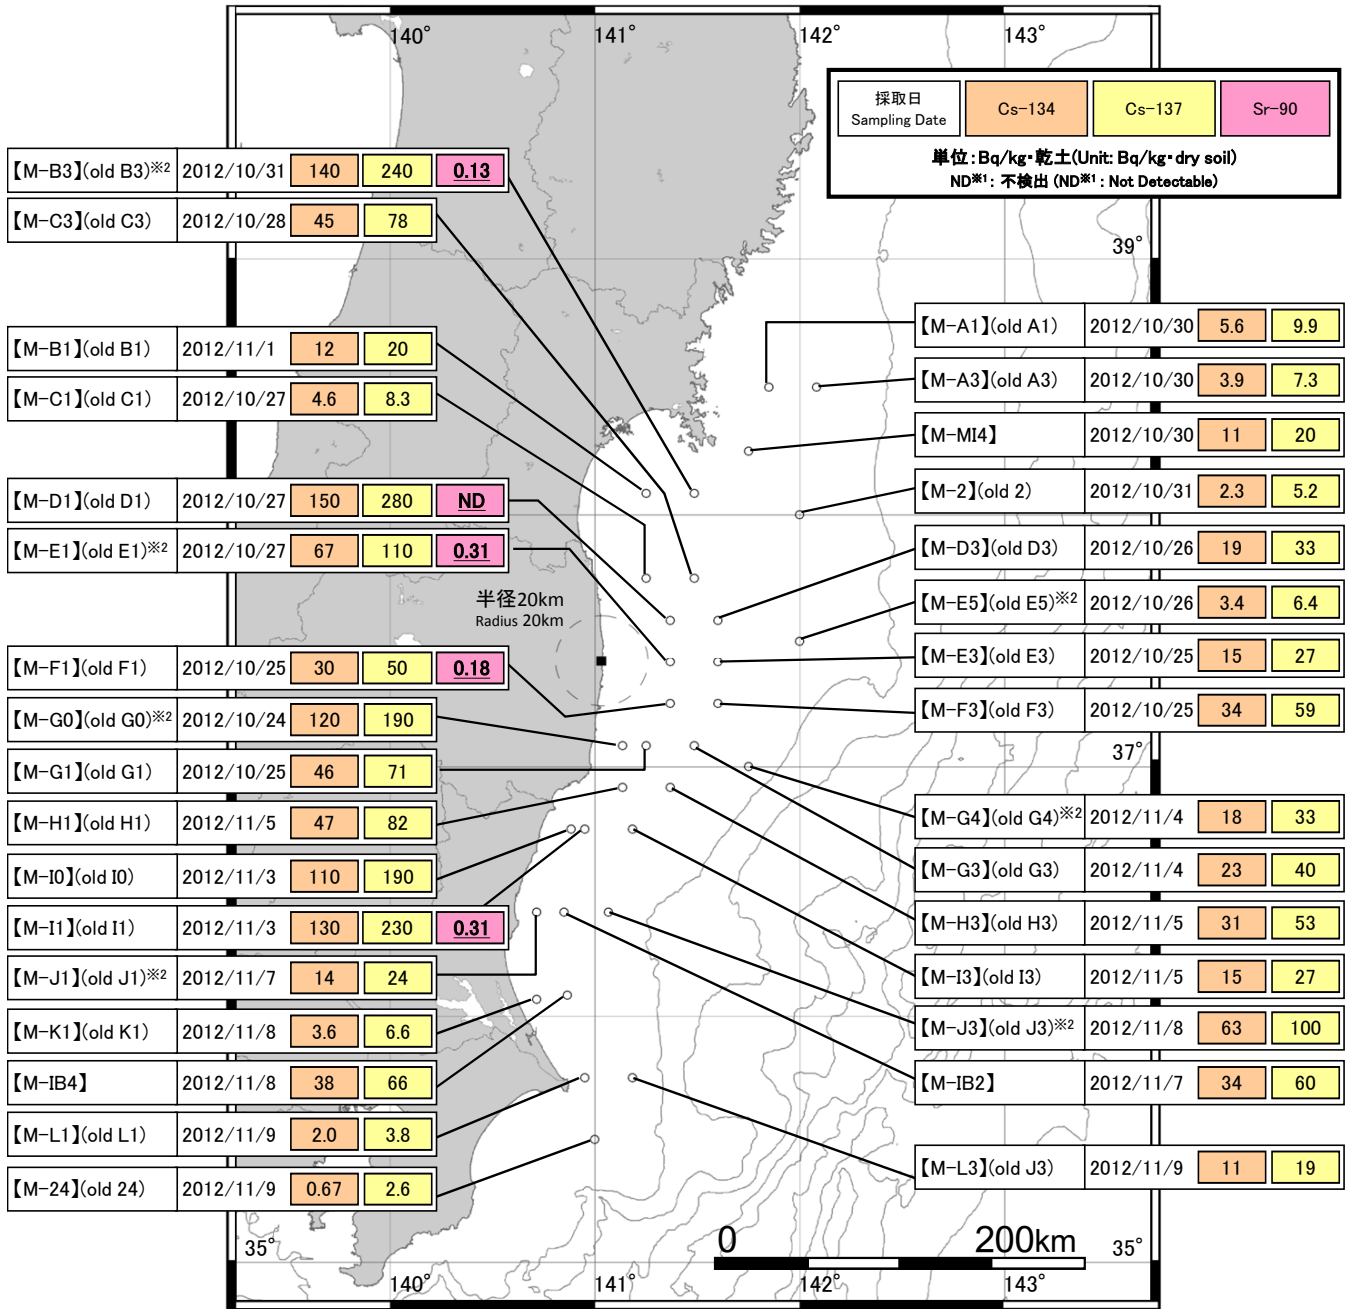 140° 141° 142° 143°
採取日
Sampling Date
Cs-134 Cs-137 Sr-90
単位:Bq/kg・乾土(Unit: Bq/kg・dry soil)
ND※1: 不検出 (ND※1: Not Detectable)
【M-B3】(old B3)※2 2012/10/31 140 240 0.13
【M-C3】(old C3) 2012/10/28 45 78
39°
【M-B1】(old B1) 2012/11/1 12 20
【M-C1】(old C1) 2012/10/27 4.6 8.3
【M-D1】(old D1) 2012/10/27 150 280 ND
【M-E1】(old E1)※2 2012/10/27 67 110 0.31
半径20km
Radius 20km
【M-F1】(old F1) 2012/10/25 30 50 0.18
【M-G0】(old G0)※2 2012/10/24 120 190
【M-G1】(old G1) 2012/10/25 46 71
【M-H1】(old H1) 2012/11/5 47 82
【M-I0】(old I0) 2012/11/3 110 190
【M-I1】(old I1) 2012/11/3 130 230 0.31
【M-J1】(old J1)※2 2012/11/7 14 24
【M-K1】(old K1) 2012/11/8 3.6 6.6
【M-IB4】 2012/11/8 38 66
【M-L1】(old L1) 2012/11/9 2.0 3.8
【M-24】(old 24) 2012/11/9 0.67 2.6
【M-A1】(old A1) 2012/10/30 5.6 9.9
【M-A3】(old A3) 2012/10/30 3.9 7.3
【M-MI4】 2012/10/30 11 20
【M-2】(old 2) 2012/10/31 2.3 5.2
【M-D3】(old D3) 2012/10/26 19 33
【M-E5】(old E5)※2 2012/10/26 3.4 6.4
【M-E3】(old E3) 2012/10/25 15 27
【M-F3】(old F3) 2012/10/25 34 59
37°
【M-G4】(old G4)※2 2012/11/4 18 33
【M-G3】(old G3) 2012/11/4 23 40
【M-H3】(old H3) 2012/11/5 31 53
【M-I3】(old I3) 2012/11/5 15 27
【M-J3】(old J3)※2 2012/11/8 63 100
【M-IB2】 2012/11/7 34 60
【M-L3】(old J3) 2012/11/9 11 19
0 200km
35° 35°
140° 141° 142° 143°